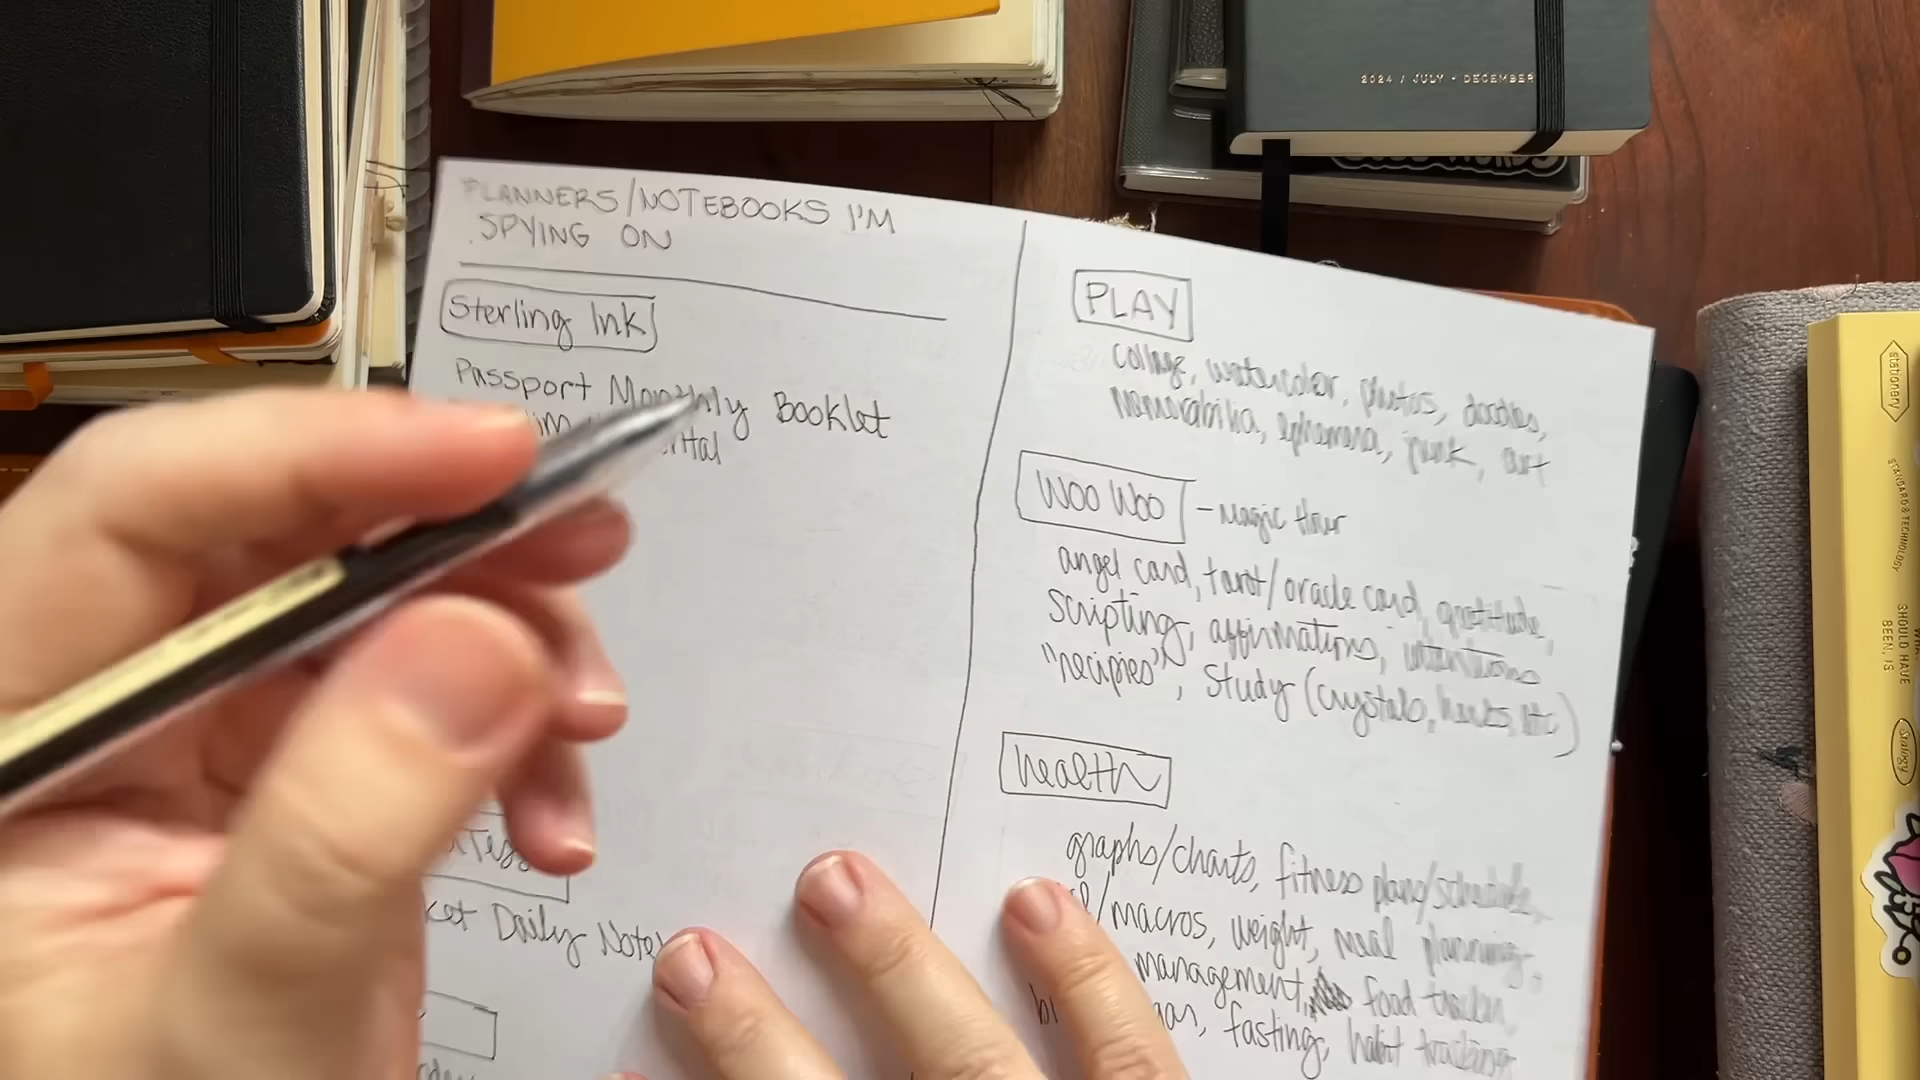 2024 / JULY - DECEMBER
PLANNERS/NOTEBOOKS I'M
SPYING ON
Sterling Ink
Passport Monthly Booklet
Daily Note
PLAY
collage, watercolor, photos, doodles,
memorabilia, ephemera, junk, art
Woo Woo - Magic Hour
angel card, tarot/oracle card, gratitude,
scripting, affirmations, intentions
"recipies", Study (crystals, herbs, etc)
health
graphs/charts, fitness plans/schedule,
/macros, weight, meal planning,
management, food tracker,
fasting, habit tracking
stationery
STANDARD & TECHNOLOGY
SHOULD HAVE
BEEN, IS
Stalogy